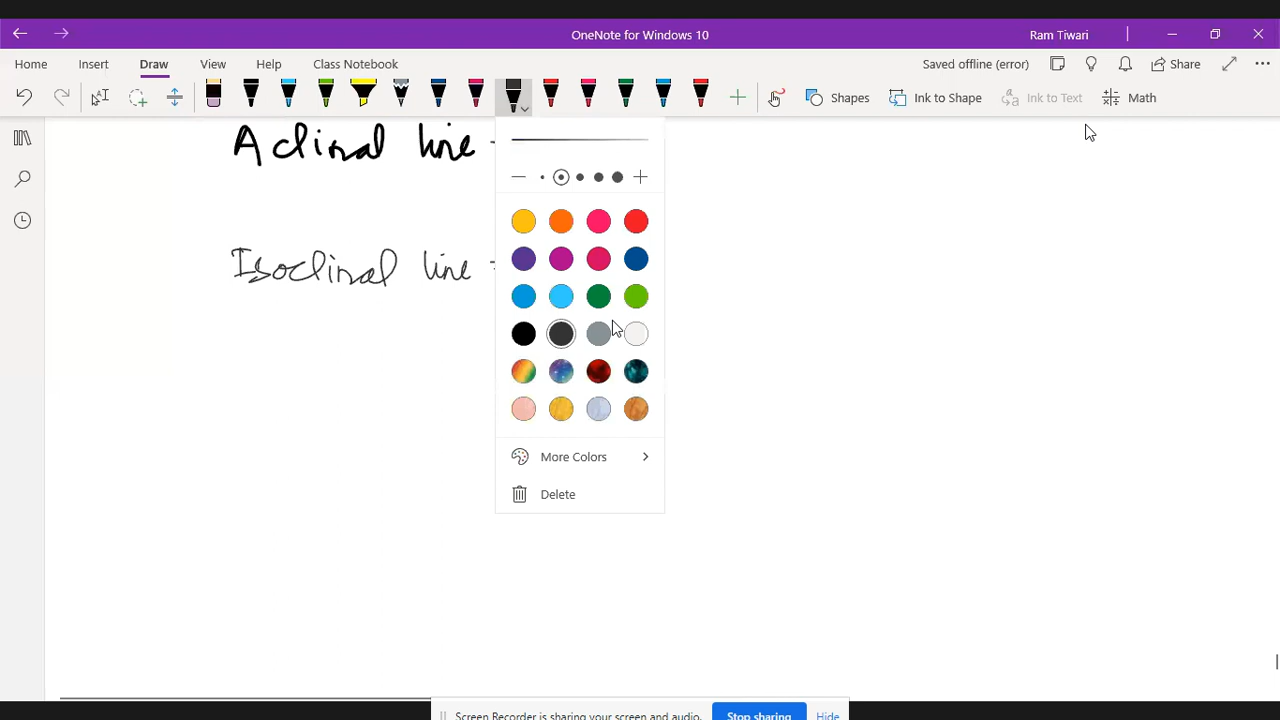 OneNote for Windows 10
Ram Tiwari
Home Insert Draw View Help Class Notebook
Saved offline (error)
Share
Shapes
Ink to Shape
Ink to Text
Math
Aclinal line -
Isoclinal line -
More Colors
Delete
Screen Recorder is sharing your screen and audio.
Stop sharing
Hide